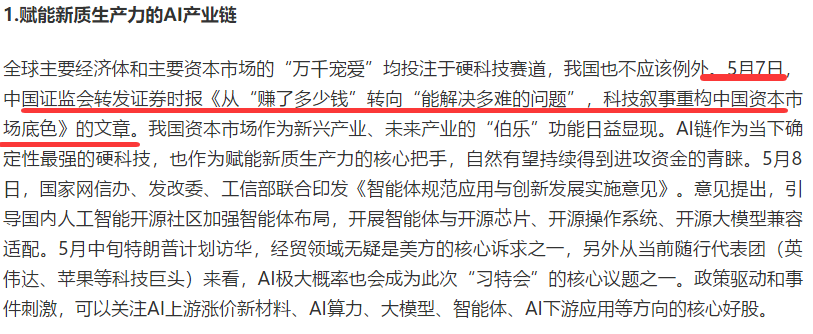 1.赋能新质生产力的AI产业链
全球主要经济体和主要资本市场的“万千宠爱”均投注于硬科技赛道，我国也不应该例外。5月7日，
中国证监会转发证券时报《从“赚了多少钱”转向“能解决多难的问题”，科技叙事重构中国资本市
场底色》的文章。我国资本市场作为新兴产业、未来产业的“伯乐”功能日益显现。AI链作为当下确
定性最强的硬科技，也作为赋能新质生产力的核心把手，自然有望持续得到进攻资金的青睐。5月8
日，国家网信办、发改委、工信部联合印发《智能体规范应用与创新发展实施意见》。意见提出，引
导国内人工智能开源社区加强智能体布局，开展智能体与开源芯片、开源操作系统、开源大模型兼容
适配。5月中旬特朗普计划访华，经贸领域无疑是美方的核心诉求之一，另外从当前随行代表团（英
伟达、苹果等科技巨头）来看，AI极大概率也会成为此次“习特会”的核心议题之一。政策驱动和事
件刺激，可以关注AI上游涨价新材料、AI算力、大模型、智能体、AI下游应用等方向的核心好股。